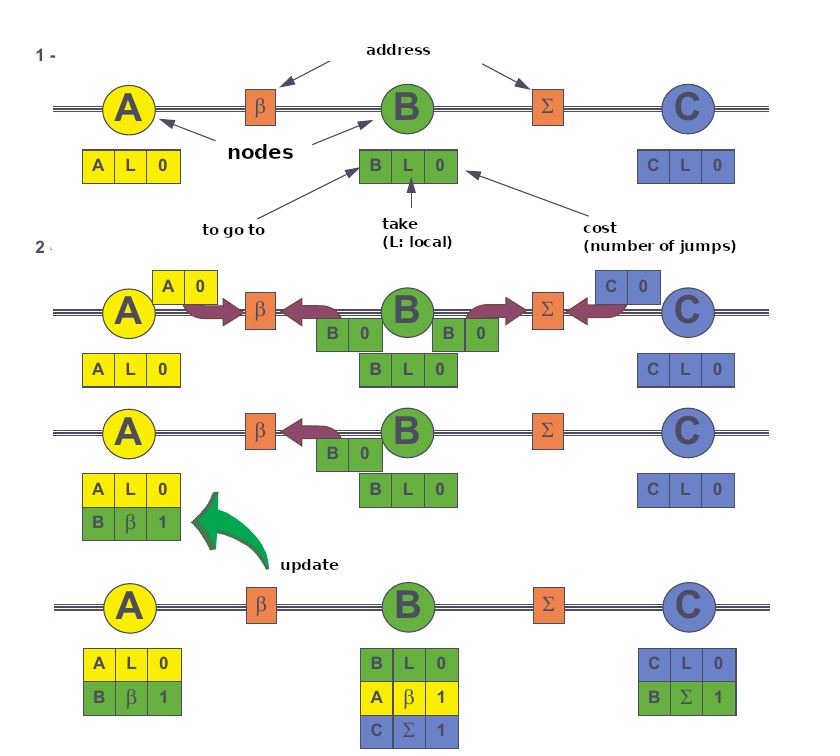 1 -
address
A β B Σ C
nodes
A L 0 B L 0 C L 0
to go to
take
(L: local)
cost
(number of jumps)
2 -
A 0 C 0
A β B Σ C
B 0 B 0
A L 0 B L 0 C L 0
A β B Σ C
B 0
A L 0 B L 0 C L 0
B β 1
update
A β B Σ C
A L 0 B L 0 C L 0
B β 1 A β 1 B Σ 1
C Σ 1